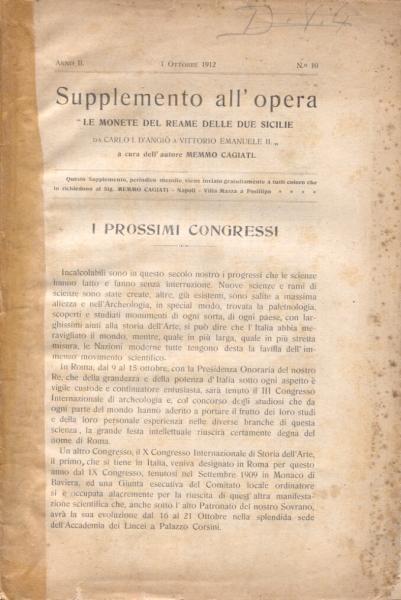 ANNO II. 1 OTTOBRE 1912 N.º 10
Supplemento all'opera
"LE MONETE DEL REAME DELLE DUE SICILIE
DA CARLO I. D'ANGIÒ A VITTORIO EMANUELE II."
a cura dell'autore MEMMO CAGIATI.
Questo Supplemento, periodico mensile, viene inviato gratuitamente a tutti coloro che
lo richiedono al Sig. MEMMO CAGIATI - Napoli - Villa Mazza a Posillipo
I PROSSIMI CONGRESSI
Incalcolabili sono in questo secolo nostro i progressi che le scienze
hanno fatto e fanno senza interruzione. Nuove scienze e rami di
scienze sono state create, altre, già esistenti, sono salite a massima
altezza e nell'Archeologia, in special modo, trovata la paletnologia,
scoperti e studiati monumenti di ogni sorta, di ogni paese, con lar-
ghissimi aiuti alla storia dell'Arte, si può dire che l'Italia abbia me-
ravigliato il mondo, mentre, quale in più larga, quale in più stretta
misura, le Nazioni moderne tutte tengono desta la favilla dell'im-
menso movimento scientifico.
In Roma, dal 9 al 15 ottobre, con la Presidenza Onoraria del nostro
Re, che della grandezza e della potenza d'Italia sotto ogni aspetto è
vigile custode e continuatore entusiasta, sarà tenuto il III Congresso
Internazionale di archeologia e, col concorso degli studiosi che da
ogni parte del mondo hanno aderito a portare il frutto dei loro studi
e della loro personale esperienza nelle diverse branche di questa
scienza, la grande festa intellettuale riuscirà certamente degna del
nome di Roma.
Un altro Congresso, il X Congresso Internazionale di Storia dell'Arte,
il primo, che si tiene in Italia, veniva designato in Roma per questo
anno dal IX Congresso, tenutosi nel Settembre 1909 in Monaco di
Baviera, ed una Giunta esecutiva del Comitato locale ordinatore
si è occupata alacremente per la riuscita di quest'altra manifesta-
zione scientifica che, anche sotto l'alto Patronato del nostro Sovrano,
avrà la sua evoluzione dal 16 al 21 Ottobre nella splendida sede
dell'Accademia dei Lincei a Palazzo Corsini.